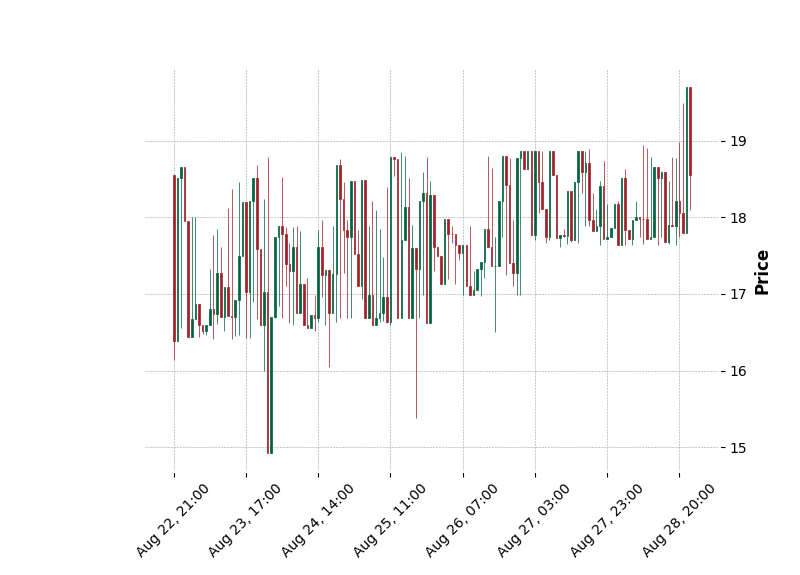 19
18
17
16
15
Price
Aug 22, 21:00
Aug 23, 17:00
Aug 24, 14:00
Aug 25, 11:00
Aug 26, 07:00
Aug 27, 03:00
Aug 27, 23:00
Aug 28, 20:00